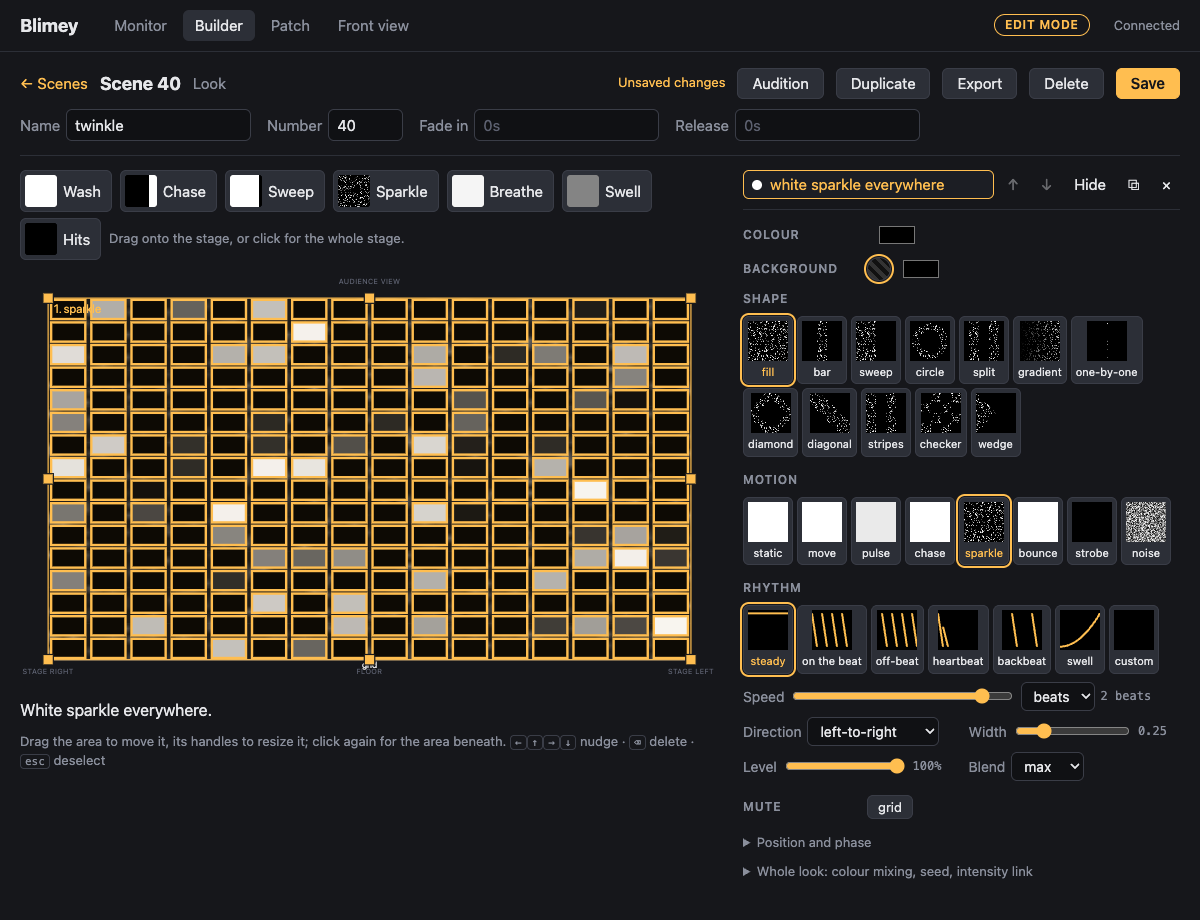 Blimey Monitor Builder Patch Front view EDIT MODE Connected
← Scenes Scene 40 Look Unsaved changes Audition Duplicate Export Delete Save
Name twinkle Number 40 Fade in 0s Release 0s
Wash Chase Sweep Sparkle Breathe Swell
Hits Drag onto the stage, or click for the whole stage.
AUDIENCE VIEW
1. sparkle
STAGE RIGHT FLOOR STAGE LEFT
White sparkle everywhere.
Drag the area to move it, its handles to resize it; click again for the area beneath. ← ↑ → ↓ nudge · ⌫ delete ·
esc deselect
white sparkle everywhere ↑ ↓ Hide ×
COLOUR
BACKGROUND
SHAPE
fill bar sweep circle split gradient one-by-one
diamond diagonal stripes checker wedge
MOTION
static move pulse chase sparkle bounce strobe noise
RHYTHM
steady on the beat off-beat heartbeat backbeat swell custom
Speed beats 2 beats
Direction left-to-right Width 0.25
Level 100% Blend max
MUTE grid
▶ Position and phase
▶ Whole look: colour mixing, seed, intensity link